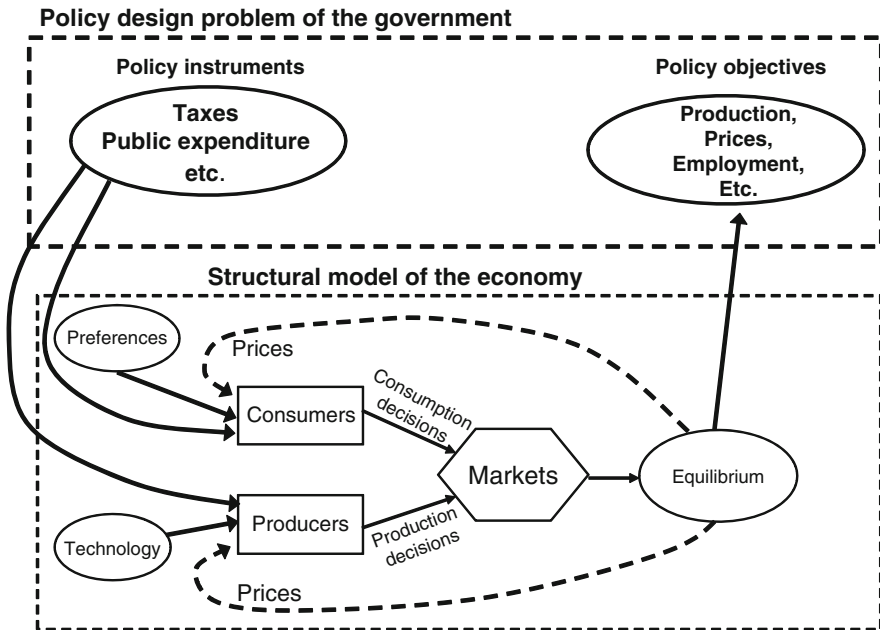 Policy design problem of the government
Policy instruments
Policy objectives
Taxes
Public expenditure
etc.
Production,
Prices,
Employment,
Etc.
Structural model of the economy
Preferences
Prices
Consumers
Consumption
decisions
Markets
Equilibrium
Producers
Production
decisions
Technology
Prices